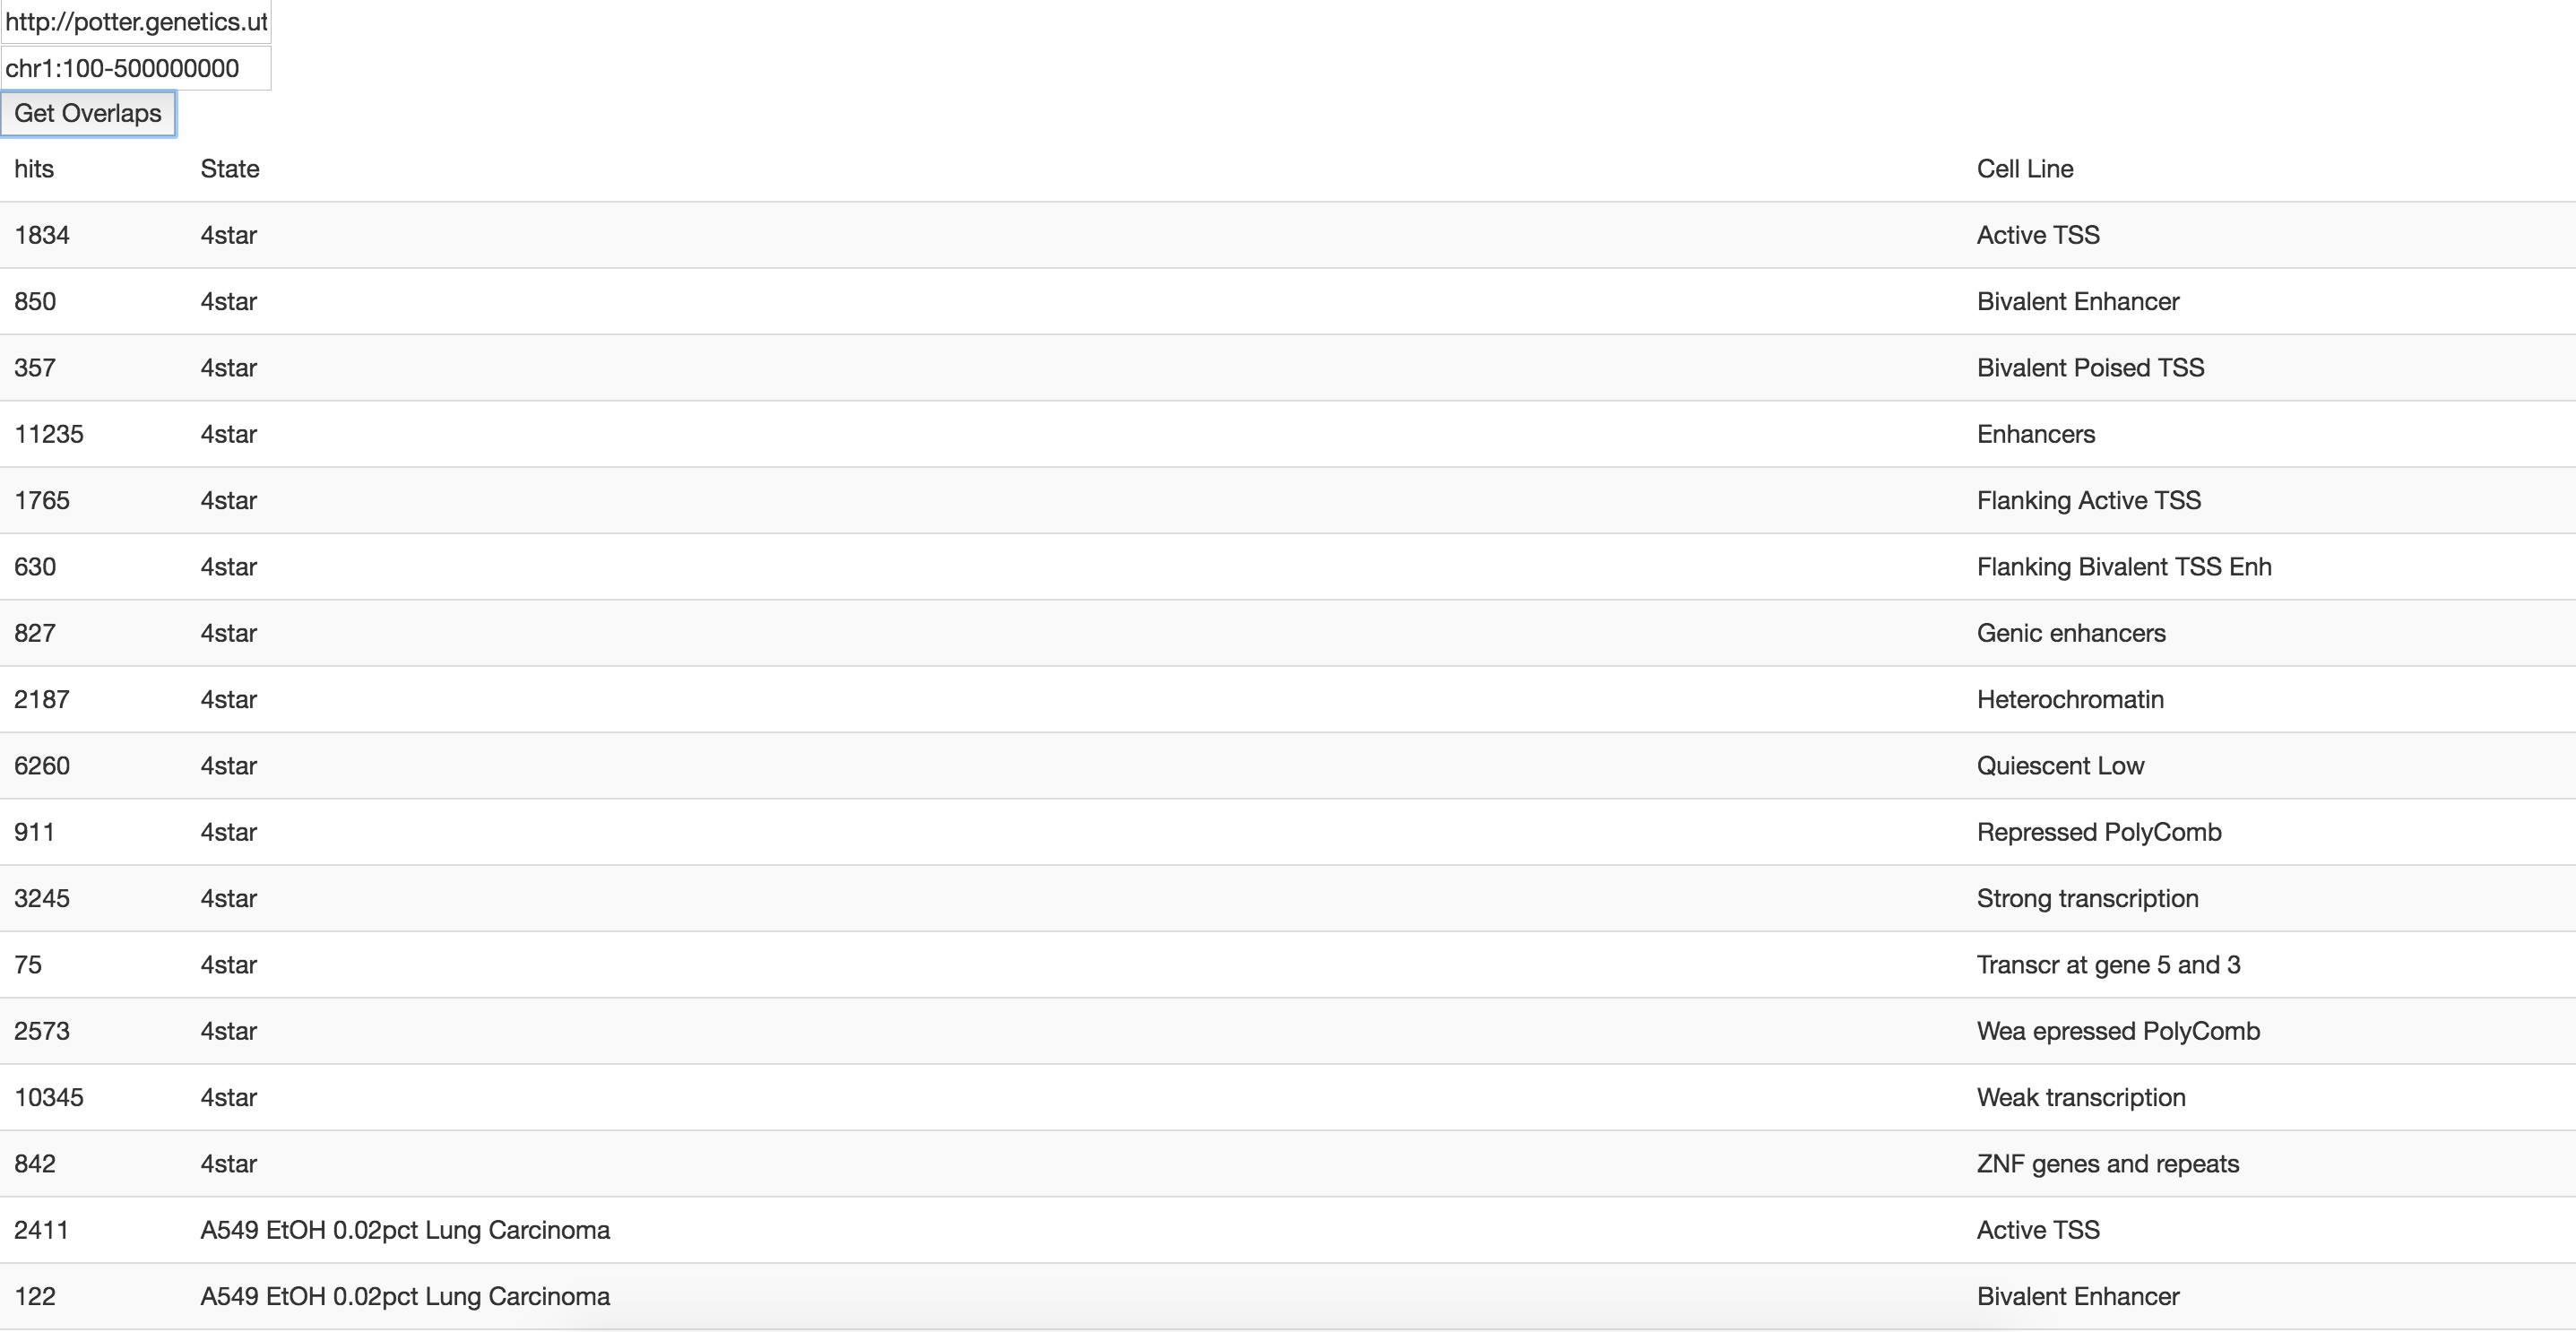 http://potter.genetics.ut
chr1:100-500000000
Get Overlaps
hits State Cell Line
1834 4star Active TSS
850 4star Bivalent Enhancer
357 4star Bivalent Poised TSS
11235 4star Enhancers
1765 4star Flanking Active TSS
630 4star Flanking Bivalent TSS Enh
827 4star Genic enhancers
2187 4star Heterochromatin
6260 4star Quiescent Low
911 4star Repressed PolyComb
3245 4star Strong transcription
75 4star Transcr at gene 5 and 3
2573 4star Wea epressed PolyComb
10345 4star Weak transcription
842 4star ZNF genes and repeats
2411 A549 EtOH 0.02pct Lung Carcinoma Active TSS
122 A549 EtOH 0.02pct Lung Carcinoma Bivalent Enhancer